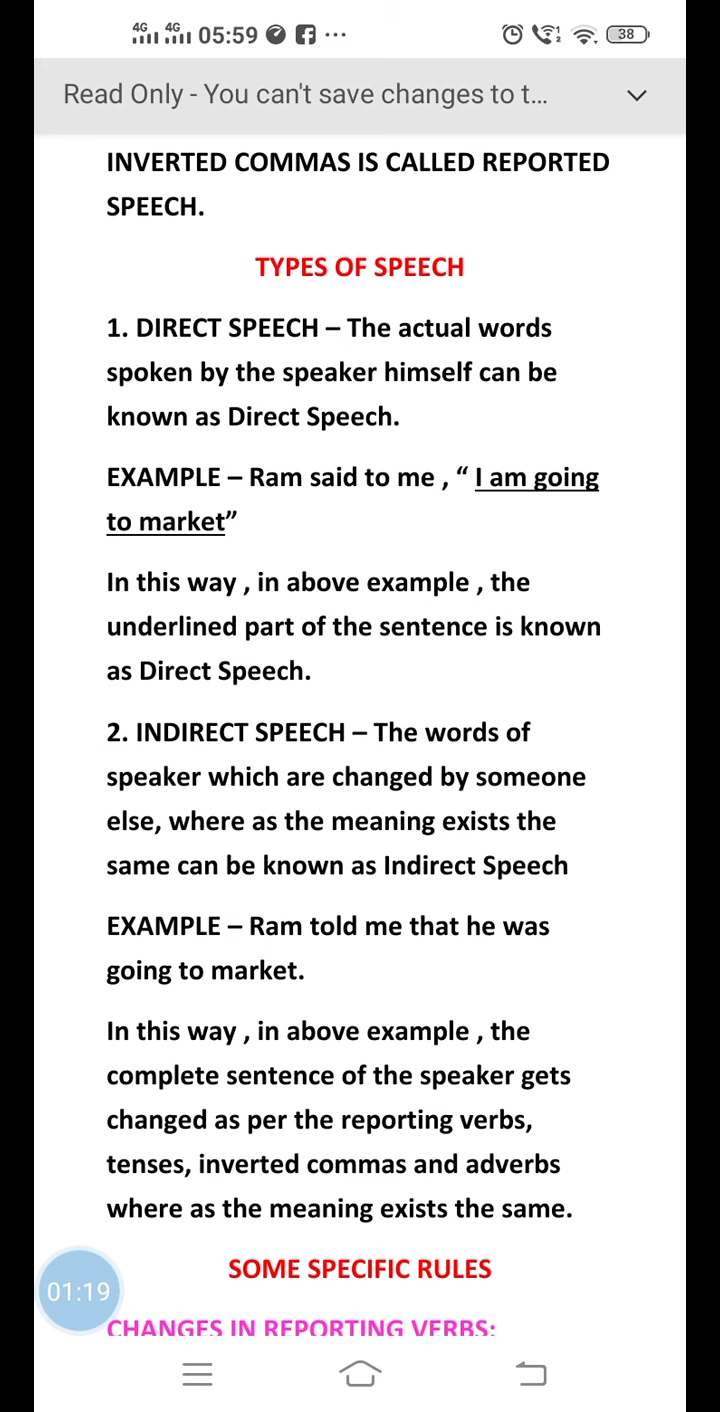 4G 4G 05:59 ... 38
Read Only - You can't save changes to t...
INVERTED COMMAS IS CALLED REPORTED
SPEECH.
TYPES OF SPEECH
1. DIRECT SPEECH – The actual words
spoken by the speaker himself can be
known as Direct Speech.
EXAMPLE – Ram said to me , “ I am going
to market”
In this way , in above example , the
underlined part of the sentence is known
as Direct Speech.
2. INDIRECT SPEECH – The words of
speaker which are changed by someone
else, where as the meaning exists the
same can be known as Indirect Speech
EXAMPLE – Ram told me that he was
going to market.
In this way , in above example , the
complete sentence of the speaker gets
changed as per the reporting verbs,
tenses, inverted commas and adverbs
where as the meaning exists the same.
SOME SPECIFIC RULES
01:19
CHANGES IN REPORTING VERBS: